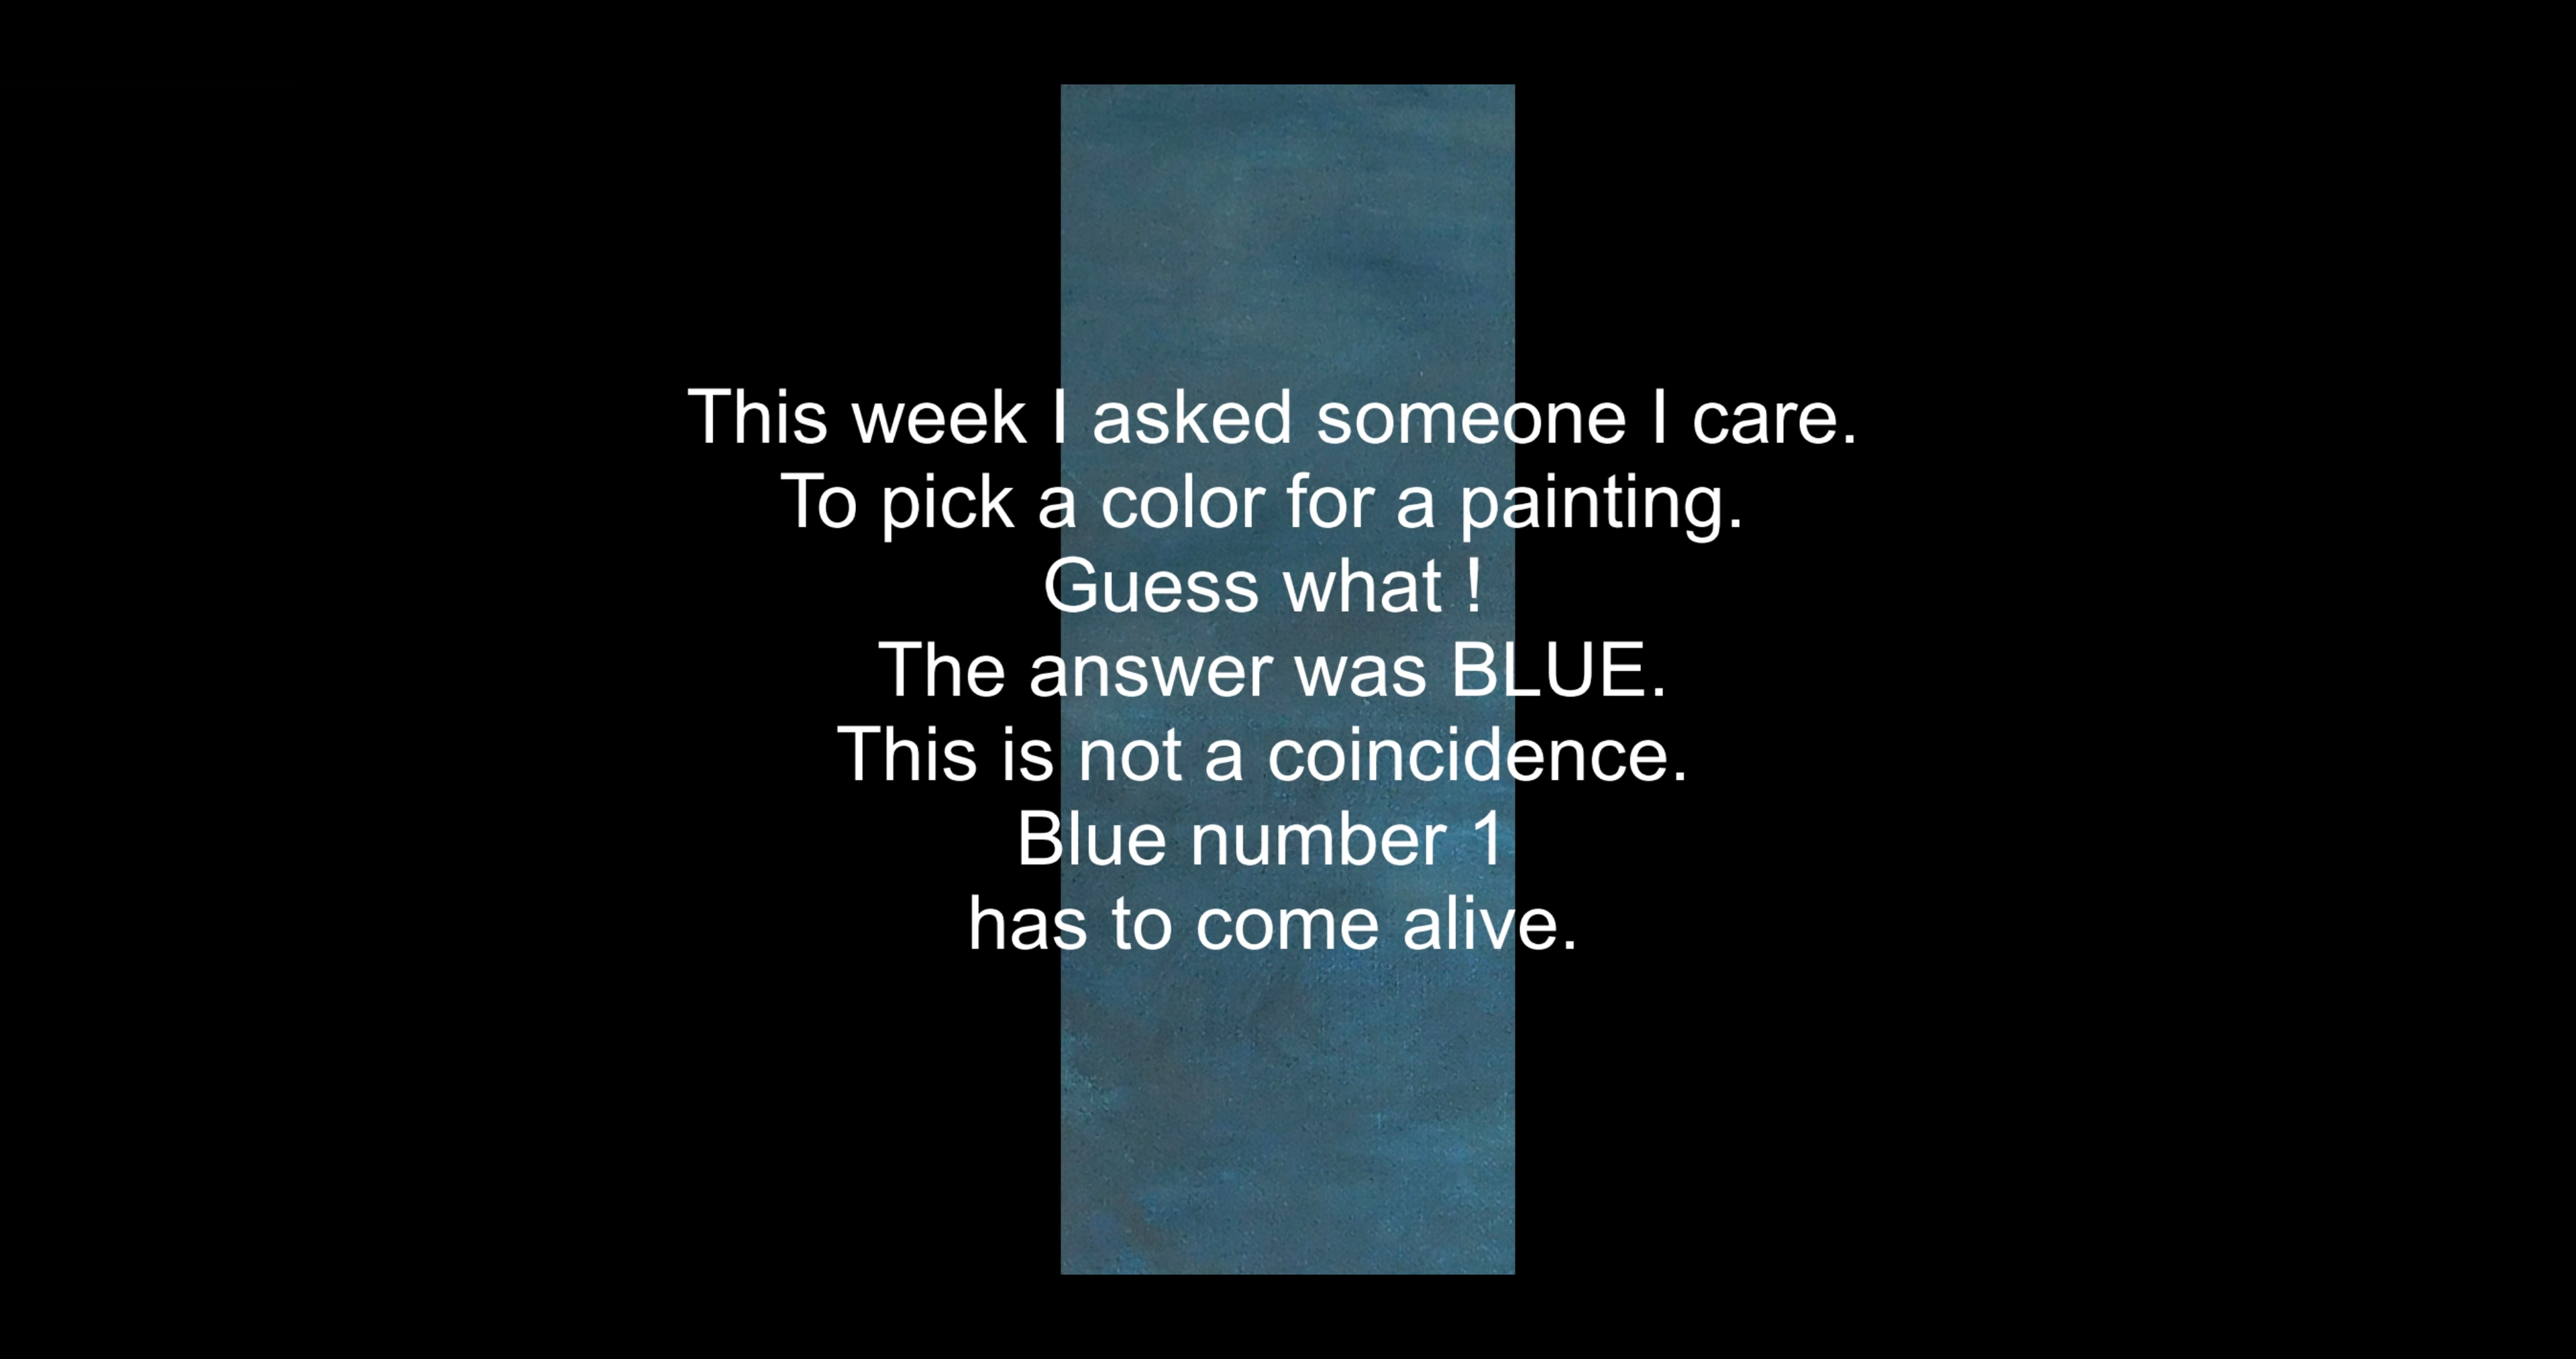 This week I asked someone I care.
To pick a color for a painting.
Guess what !
The answer was BLUE.
This is not a coincidence.
Blue number 1
has to come alive.